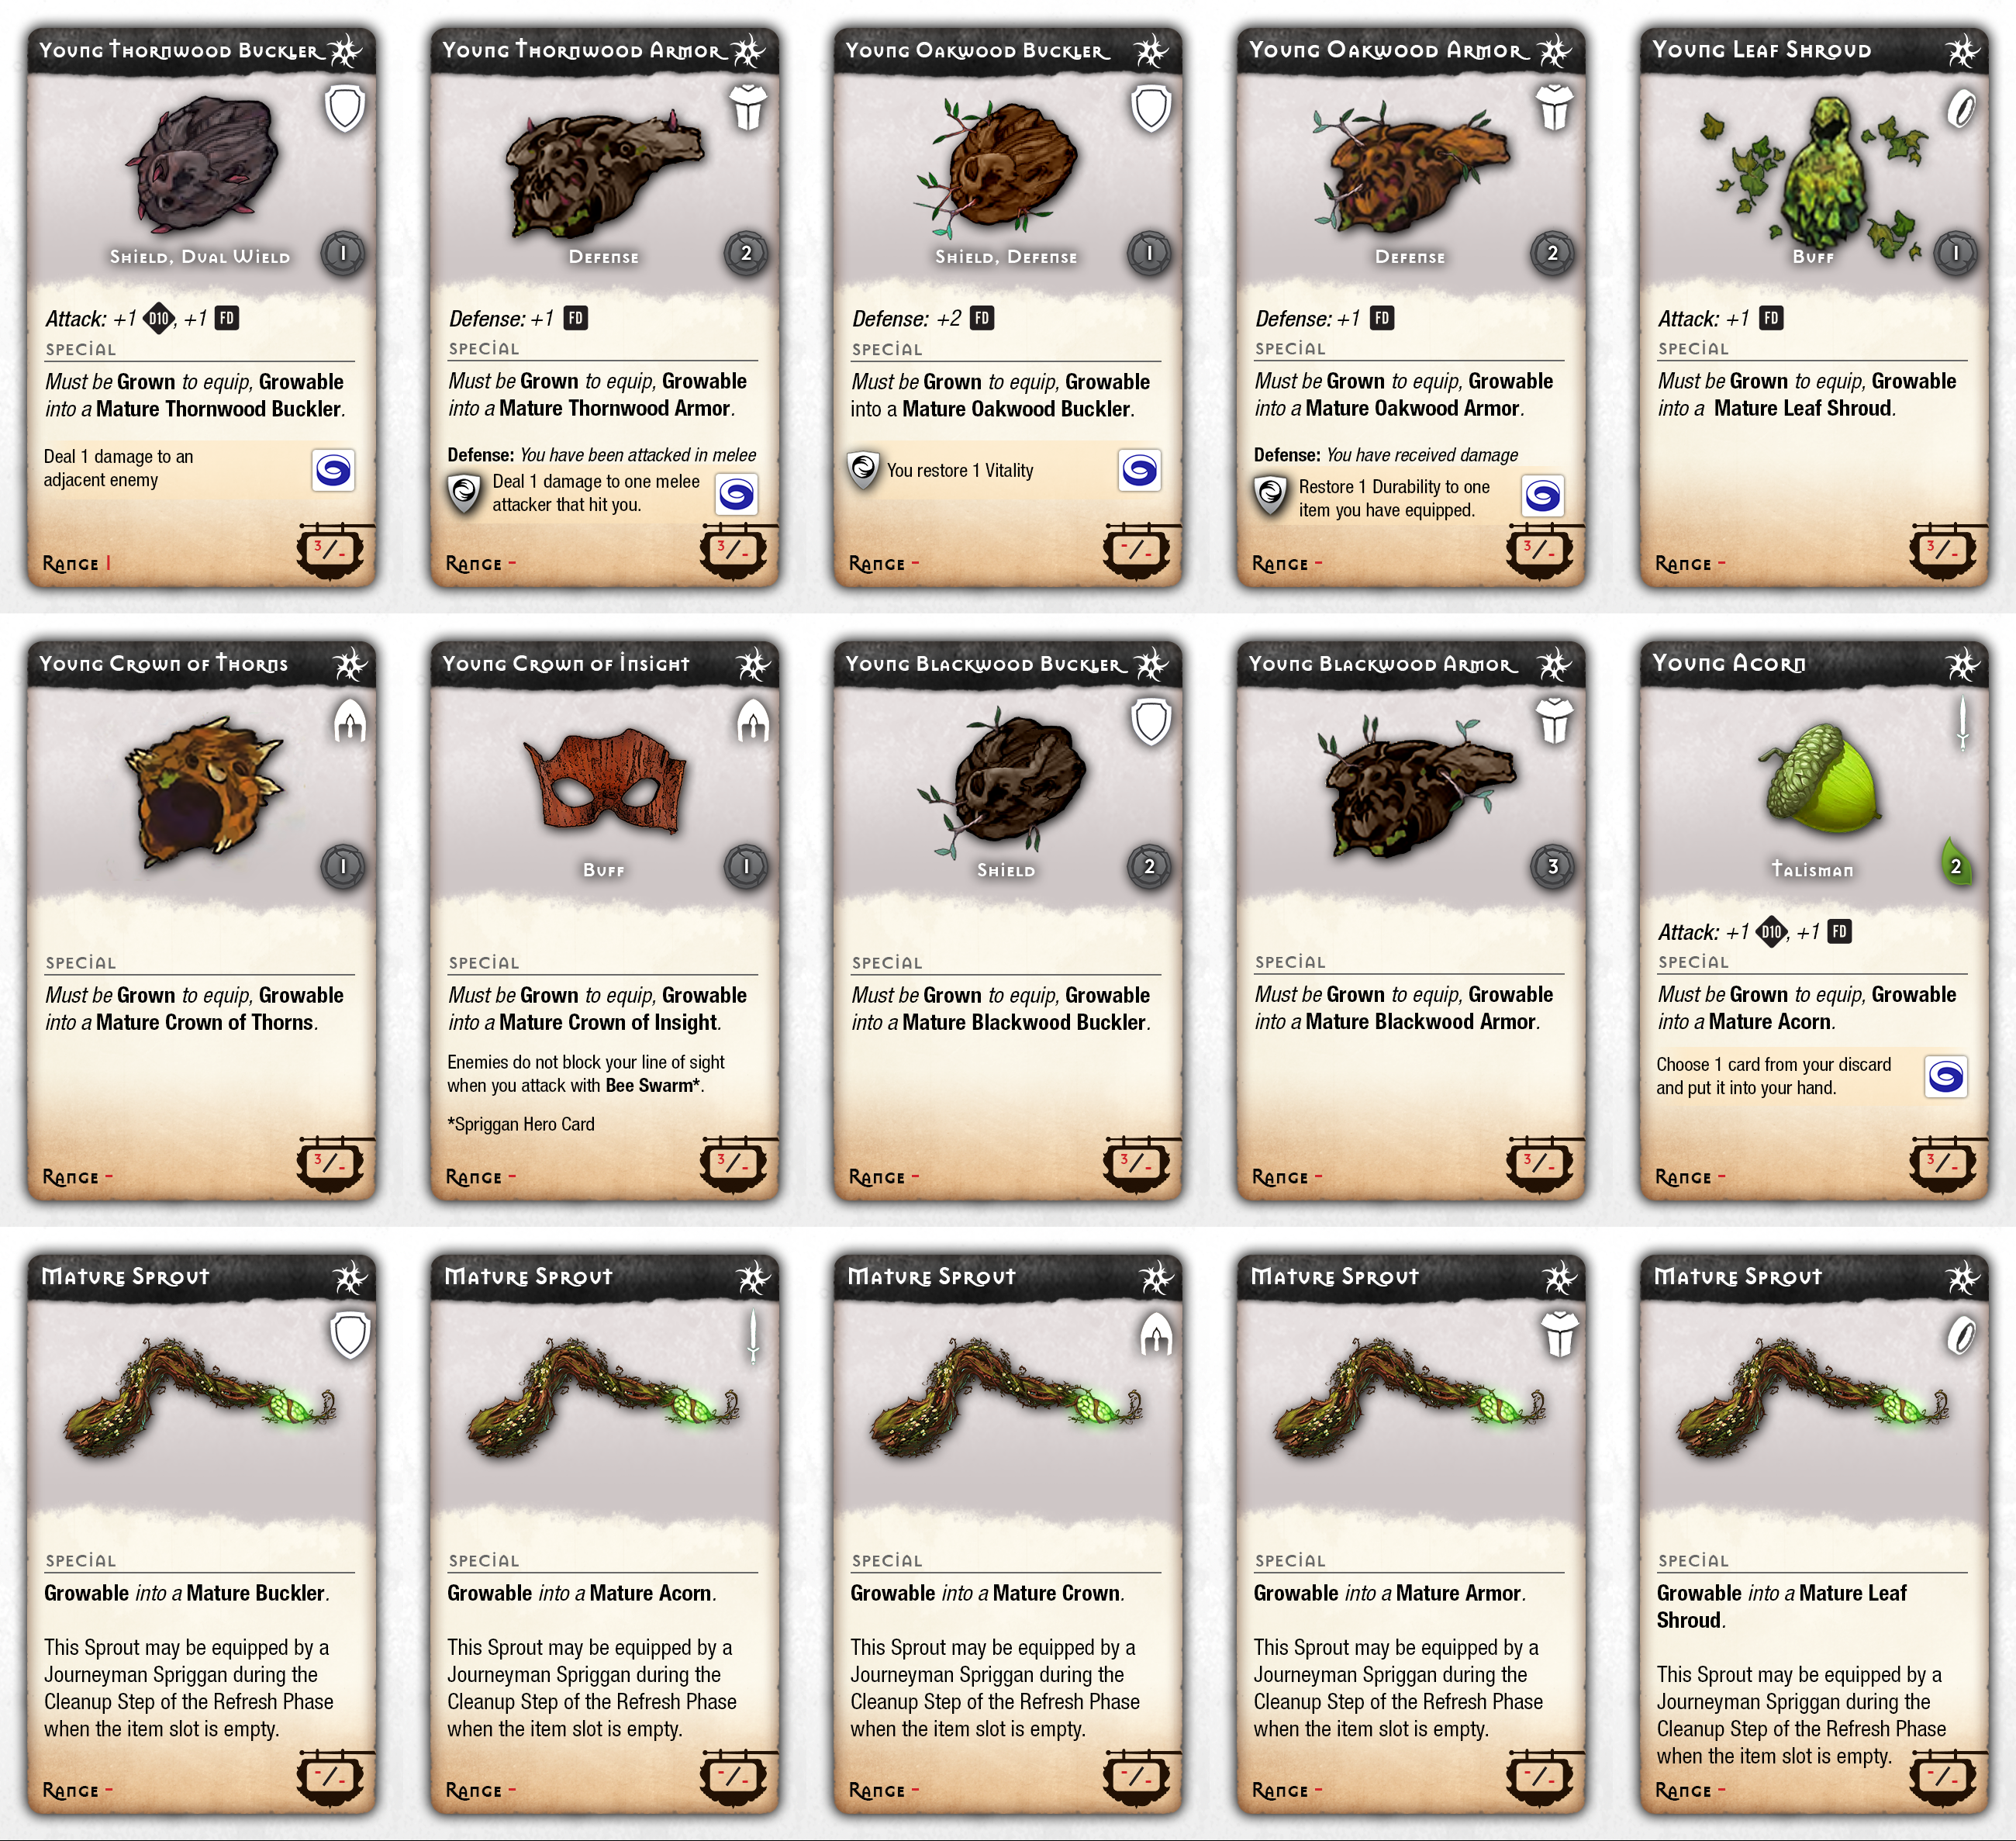 Young Thornwood Buckler
Shield, Dual Wield
1
Attack: +1 D10, +1 FD
Special
Must be Grown to equip, Growable
into a Mature Thornwood Buckler.
Deal 1 damage to an
adjacent enemy
Range 1
3/-
Young Thornwood Armor
Defense
2
Defense: +1 FD
Special
Must be Grown to equip, Growable
into a Mature Thornwood Armor.
Defense: You have been attacked in melee
Deal 1 damage to one melee
attacker that hit you.
Range -
3/-
Young Oakwood Buckler
Shield, Defense
1
Defense: +2 FD
Special
Must be Grown to equip, Growable
into a Mature Oakwood Buckler.
You restore 1 Vitality
Range -
-/-
Young Oakwood Armor
Defense
2
Defense: +1 FD
Special
Must be Grown to equip, Growable
into a Mature Oakwood Armor.
Defense: You have received damage
Restore 1 Durability to one
item you have equipped.
Range -
3/-
Young Leaf Shroud
Buff
1
Attack: +1 FD
Special
Must be Grown to equip, Growable
into a Mature Leaf Shroud.
Range -
3/-
Young Crown of Thorns
1
Special
Must be Grown to equip, Growable
into a Mature Crown of Thorns.
Range -
3/-
Young Crown of Insight
Buff
1
Special
Must be Grown to equip, Growable
into a Mature Crown of Insight.
Enemies do not block your line of sight
when you attack with Bee Swarm*.
*Spriggan Hero Card
Range -
3/-
Young Blackwood Buckler
Shield
2
Special
Must be Grown to equip, Growable
into a Mature Blackwood Buckler.
Range -
3/-
Young Blackwood Armor
3
Special
Must be Grown to equip, Growable
into a Mature Blackwood Armor.
Range -
3/-
Young Acorn
Talisman
2
Attack: +1 D10, +1 FD
Special
Must be Grown to equip, Growable
into a Mature Acorn.
Choose 1 card from your discard
and put it into your hand.
Range -
3/-
Mature Sprout
Special
Growable into a Mature Buckler.
This Sprout may be equipped by a
Journeyman Spriggan during the
Cleanup Step of the Refresh Phase
when the item slot is empty.
Range -
-/-
Mature Sprout
Special
Growable into a Mature Acorn.
This Sprout may be equipped by a
Journeyman Spriggan during the
Cleanup Step of the Refresh Phase
when the item slot is empty.
Range -
-/-
Mature Sprout
Special
Growable into a Mature Crown.
This Sprout may be equipped by a
Journeyman Spriggan during the
Cleanup Step of the Refresh Phase
when the item slot is empty.
Range -
-/-
Mature Sprout
Special
Growable into a Mature Armor.
This Sprout may be equipped by a
Journeyman Spriggan during the
Cleanup Step of the Refresh Phase
when the item slot is empty.
Range -
-/-
Mature Sprout
Special
Growable into a Mature Leaf
Shroud.
This Sprout may be equipped by a
Journeyman Spriggan during the
Cleanup Step of the Refresh Phase
when the item slot is empty.
Range -
-/-